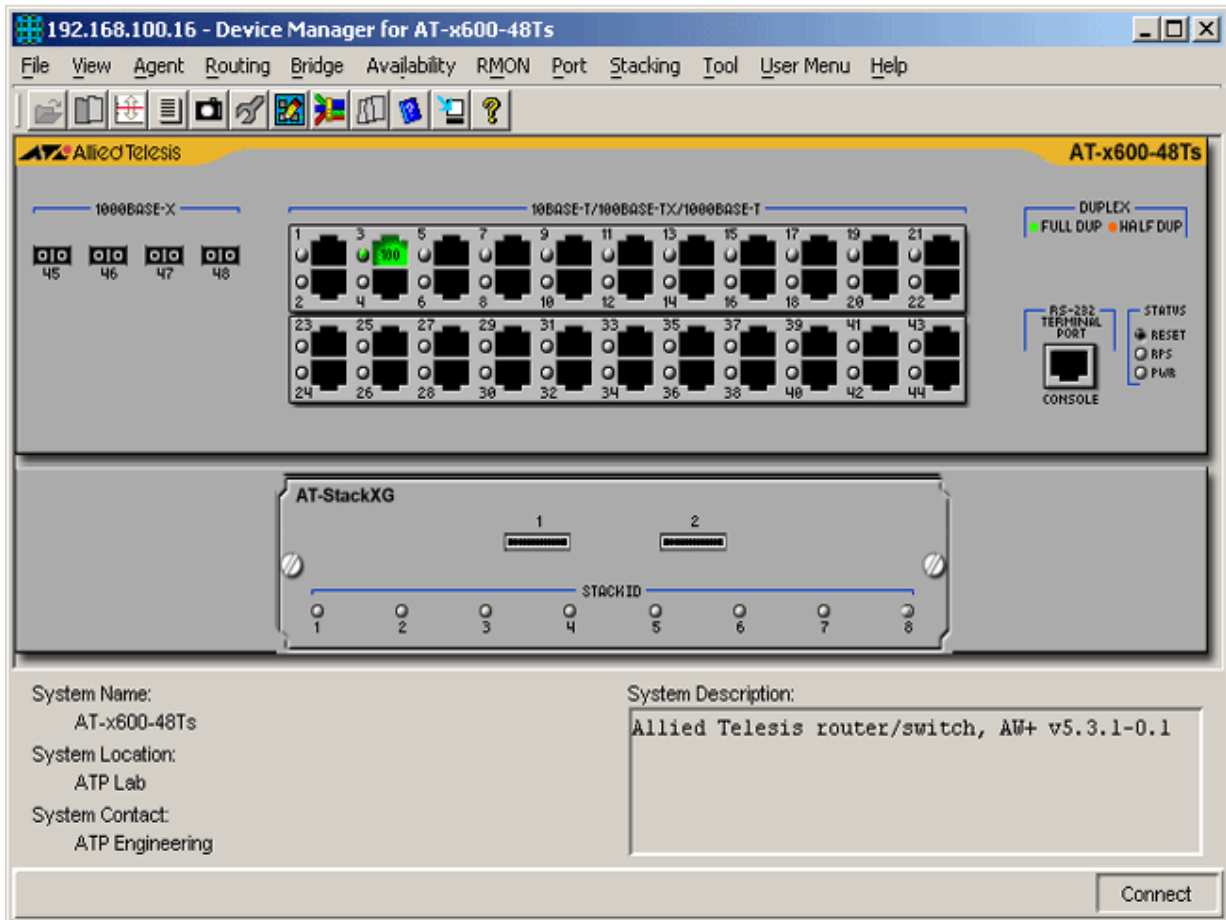 192.168.100.16 - Device Manager for AT-x600-48Ts
File View Agent Routing Bridge Availability RMON Port Stacking Tool User Menu Help
Allied Telesis
AT-x600-48Ts
1000BASE-X
10BASE-T/100BASE-TX/1000BASE-T
DUPLEX
FULL DUP HALF DUP
1 3 5 7 9 11 13 15 17 19 21
100
45 46 47 48
2 4 6 8 10 12 14 16 18 20 22
23 25 27 29 31 33 35 37 39 41 43
24 26 28 30 32 34 36 38 40 42 44
RS-232
TERMINAL
PORT
CONSOLE
STATUS
RESET
RPS
PWR
AT-StackXG
1 2
STACK ID
1 2 3 4 5 6 7 8
System Name:
AT-x600-48Ts
System Location:
ATP Lab
System Contact:
ATP Engineering
System Description:
Allied Telesis router/switch, AW+ v5.3.1-0.1
Connect